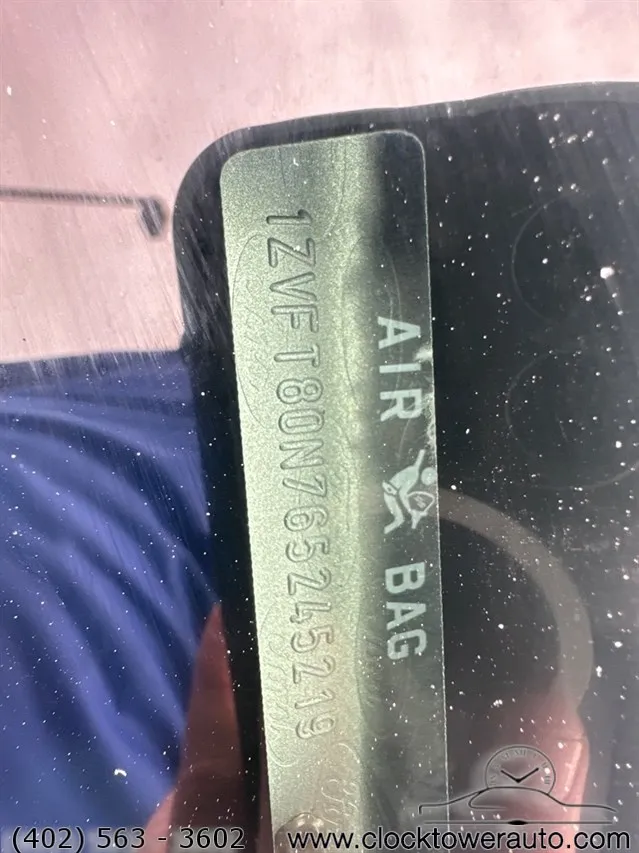 1ZVFT80N765245219
AIR BAG
(402) 563 - 3602
www.clocktowerauto.com